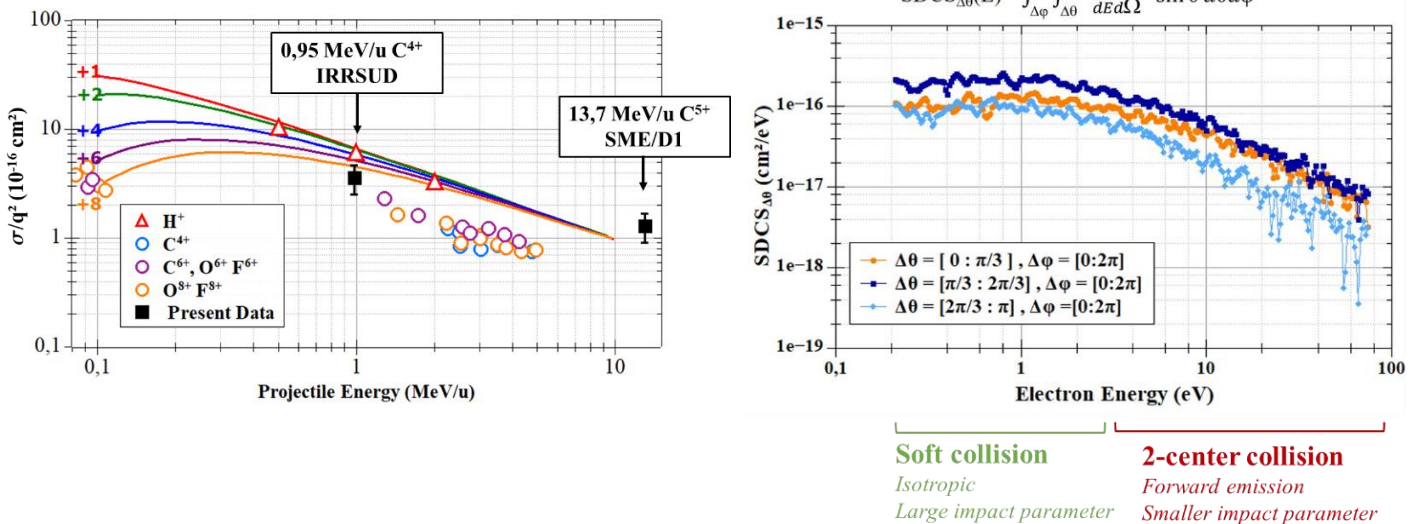 SDCS
dEdΩ
100
10
1
0,1
σ/q² (10⁻¹⁶ cm²)
+1
+2
+4
+6
+8
0,95 MeV/u C⁴⁺
IRRSUD
13,7 MeV/u C⁵⁺
SME/D1
H⁺
C⁴⁺
C⁶⁺, O⁶⁺ F⁶⁺
O⁸⁺ F⁸⁺
Present Data
0,1
1
10
Projectile Energy (MeV/u)
1e−15
1e−16
1e−17
1e−18
1e−19
SDCS_Δθ (cm²/eV)
Δθ = [ 0 : π/3 ] , Δφ = [0:2π]
Δθ = [π/3 : 2π/3] , Δφ = [0:2π]
Δθ = [2π/3 : π] , Δφ =[0:2π]
0,1
1
10
100
Electron Energy (eV)
Soft collision
Isotropic
Large impact parameter
2-center collision
Forward emission
Smaller impact parameter